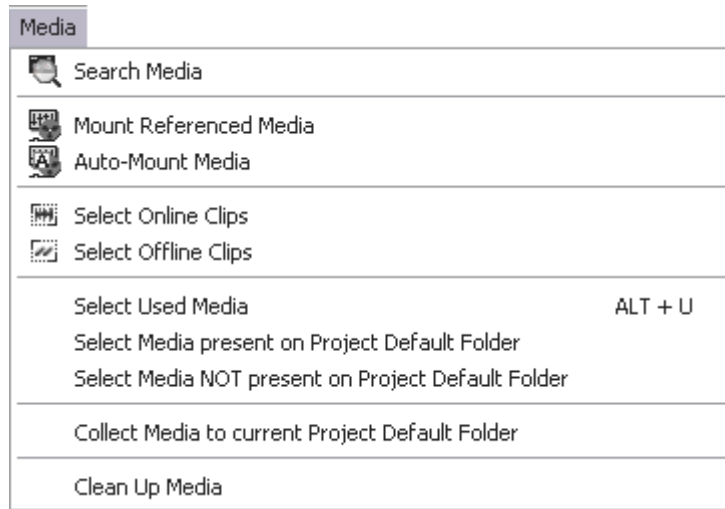 Media
Search Media
Mount Referenced Media
Auto-Mount Media
Select Online Clips
Select Offline Clips
Select Used Media ALT + U
Select Media present on Project Default Folder
Select Media NOT present on Project Default Folder
Collect Media to current Project Default Folder
Clean Up Media